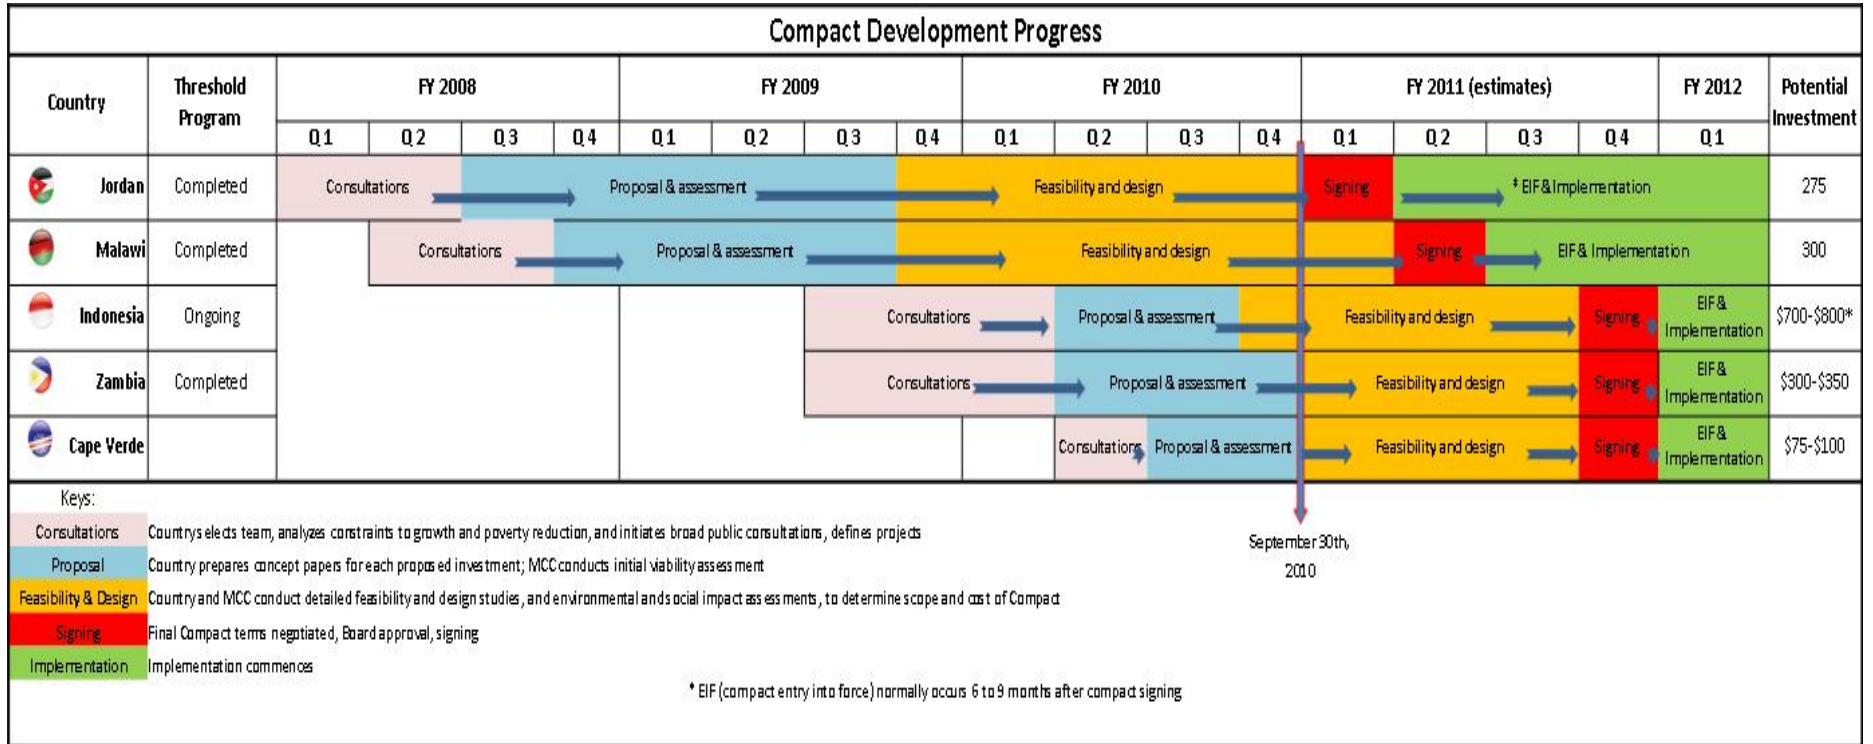 Compact Development Progress
Country Threshold Program FY 2008 FY 2009 FY 2010 FY 2011 (estimates) FY 2012 Potential Investment
Q1 Q2 Q3 Q4 Q1 Q2 Q3 Q4 Q1 Q2 Q3 Q4 Q1 Q2 Q3 Q4 Q1
Jordan Completed Consultations Proposal & assessment Feasibility and design Signing * EIF & Implementation 275
Malawi Completed Consultations Proposal & assessment Feasibility and design Signing EIF & Implementation 300
Indonesia Ongoing Consultations Proposal & assessment Feasibility and design Signing EIF & Implementation $700-$800*
Zambia Completed Consultations Proposal & assessment Feasibility and design Signing EIF & Implementation $300-$350
Cape Verde Consultations Proposal & assessment Feasibility and design Signing EIF & Implementation $75-$100
Keys:
Consultations Country selects team, analyzes constraints to growth and poverty reduction, and initiates broad public consultations, defines projects
Proposal Country prepares concept papers for each proposed investment; MCC conducts initial viability assessment
Feasibility & Design Country and MCC conduct detailed feasibility and design studies, and environmental and social impact assessments, to determine scope and cost of Compact
Signing Final Compact terms negotiated, Board approval, signing
Implementation Implementation commences
September 30th,
2010
* EIF (compact entry into force) normally occurs 6 to 9 months after compact signing